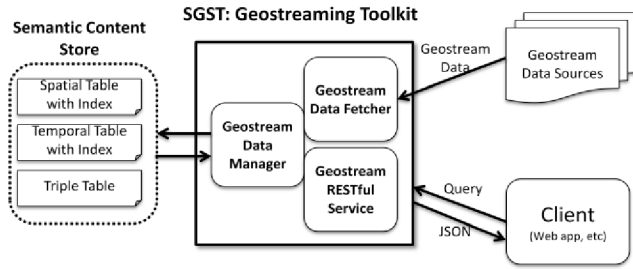 SGST: Geostreaming Toolkit
Semantic Content
Store
Spatial Table
with Index
Temporal Table
with Index
Triple Table
Geostream
Data
Manager
Geostream
Data Fetcher
Geostream
RESTful
Service
Geostream
Data
Geostream
Data Sources
Query
JSON
Client
(Web app, etc)